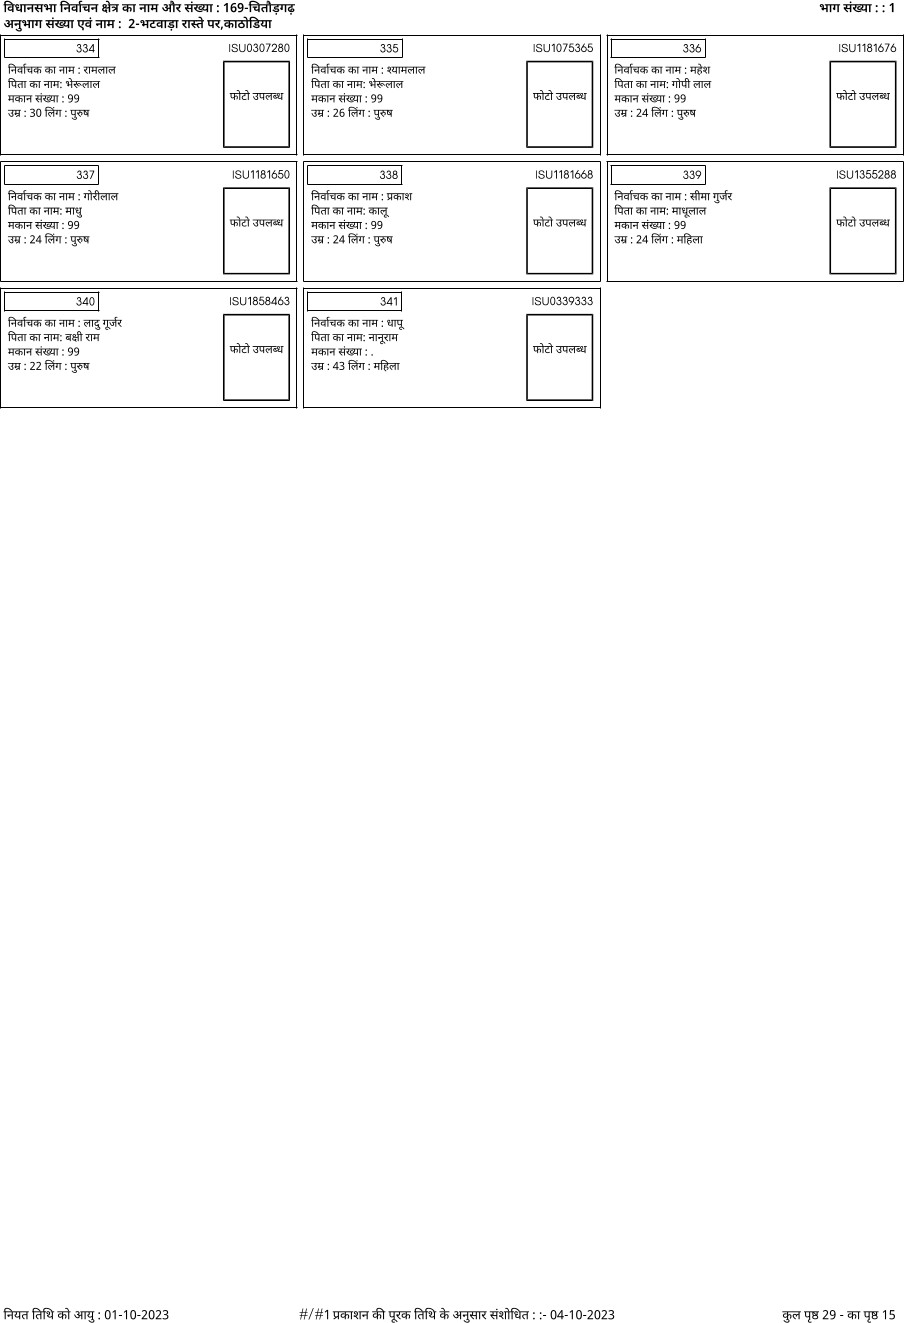 विधानसभा निर्वाचन क्षेत्र का नाम और संख्या : 169-चितौड़गढ़ भाग संख्या : : 1
अनुभाग संख्या एवं नाम : 2-भटवाड़ा रास्ते पर,काठोडिया
334 ISU0307280
निर्वाचक का नाम : रामलाल
पिता का नाम: भेरूलाल
मकान संख्या : 99
उम्र : 30 लिंग : पुरुष
फोटो उपलब्ध
335 ISU1075365
निर्वाचक का नाम : श्यामलाल
पिता का नाम: भेरूलाल
मकान संख्या : 99
उम्र : 26 लिंग : पुरुष
फोटो उपलब्ध
336 ISU1181676
निर्वाचक का नाम : महेश
पिता का नाम: गोपी लाल
मकान संख्या : 99
उम्र : 24 लिंग : पुरुष
फोटो उपलब्ध
337 ISU1181650
निर्वाचक का नाम : गोरीलाल
पिता का नाम: माधु
मकान संख्या : 99
उम्र : 24 लिंग : पुरुष
फोटो उपलब्ध
338 ISU1181668
निर्वाचक का नाम : प्रकाश
पिता का नाम: कालू
मकान संख्या : 99
उम्र : 24 लिंग : पुरुष
फोटो उपलब्ध
339 ISU1355288
निर्वाचक का नाम : सीमा गुर्जर
पिता का नाम: माधूलाल
मकान संख्या : 99
उम्र : 24 लिंग : महिला
फोटो उपलब्ध
340 ISU1858463
निर्वाचक का नाम : लादु गूर्जर
पिता का नाम: बक्षी राम
मकान संख्या : 99
उम्र : 22 लिंग : पुरुष
फोटो उपलब्ध
341 ISU0339333
निर्वाचक का नाम : धापू
पिता का नाम: नानूराम
मकान संख्या : .
उम्र : 43 लिंग : महिला
फोटो उपलब्ध
नियत तिथि को आयु : 01-10-2023 #/#1 प्रकाशन की पूरक तिथि के अनुसार संशोधित : :- 04-10-2023 कुल पृष्ठ 29 - का पृष्ठ 15